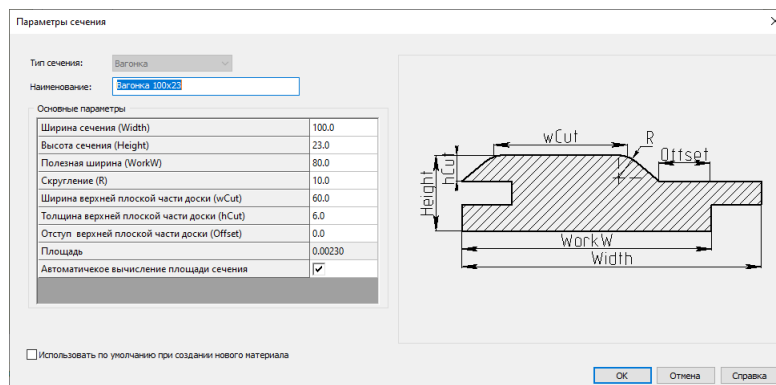 Параметры сечения
Тип сечения: Вагонка
Наименование: Вагонка 100x23
Основные параметры
Ширина сечения (Width) 100.0
Высота сечения (Height) 23.0
Полезная ширина (WorkW) 80.0
Скругление (R) 10.0
Ширина верхней плоской части доски (wCut) 60.0
Толщина верхней плоской части доски (hCut) 6.0
Отступ верхней плоской части доски (Offset) 0.0
Площадь 0.00230
Автоматичекое вычисление площади сечения
wCut
R
Offset
hCut
Height
WorkW
Width
Использовать по умолчанию при создании нового материала
OK Отмена Справка